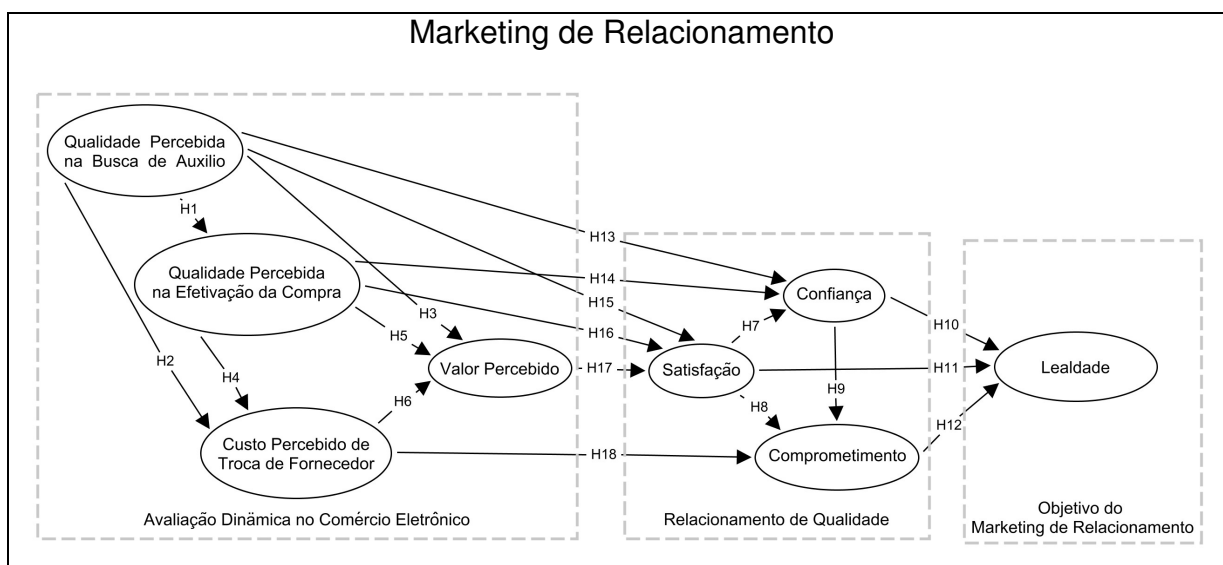 Marketing de Relacionamento
Qualidade Percebida
na Busca de Auxilio
H1
Qualidade Percebida
na Efetivação da Compra
H2
H3
H4
H5
H6
Valor Percebido
Custo Percebido de
Troca de Fornecedor
Avaliação Dinâmica no Comércio Eletrônico
H13
H14
H15
H16
H17
H18
Confiança
H7
Satisfação
H8
H9
Comprometimento
Relacionamento de Qualidade
H10
H11
H12
Lealdade
Objetivo do
Marketing de Relacionamento